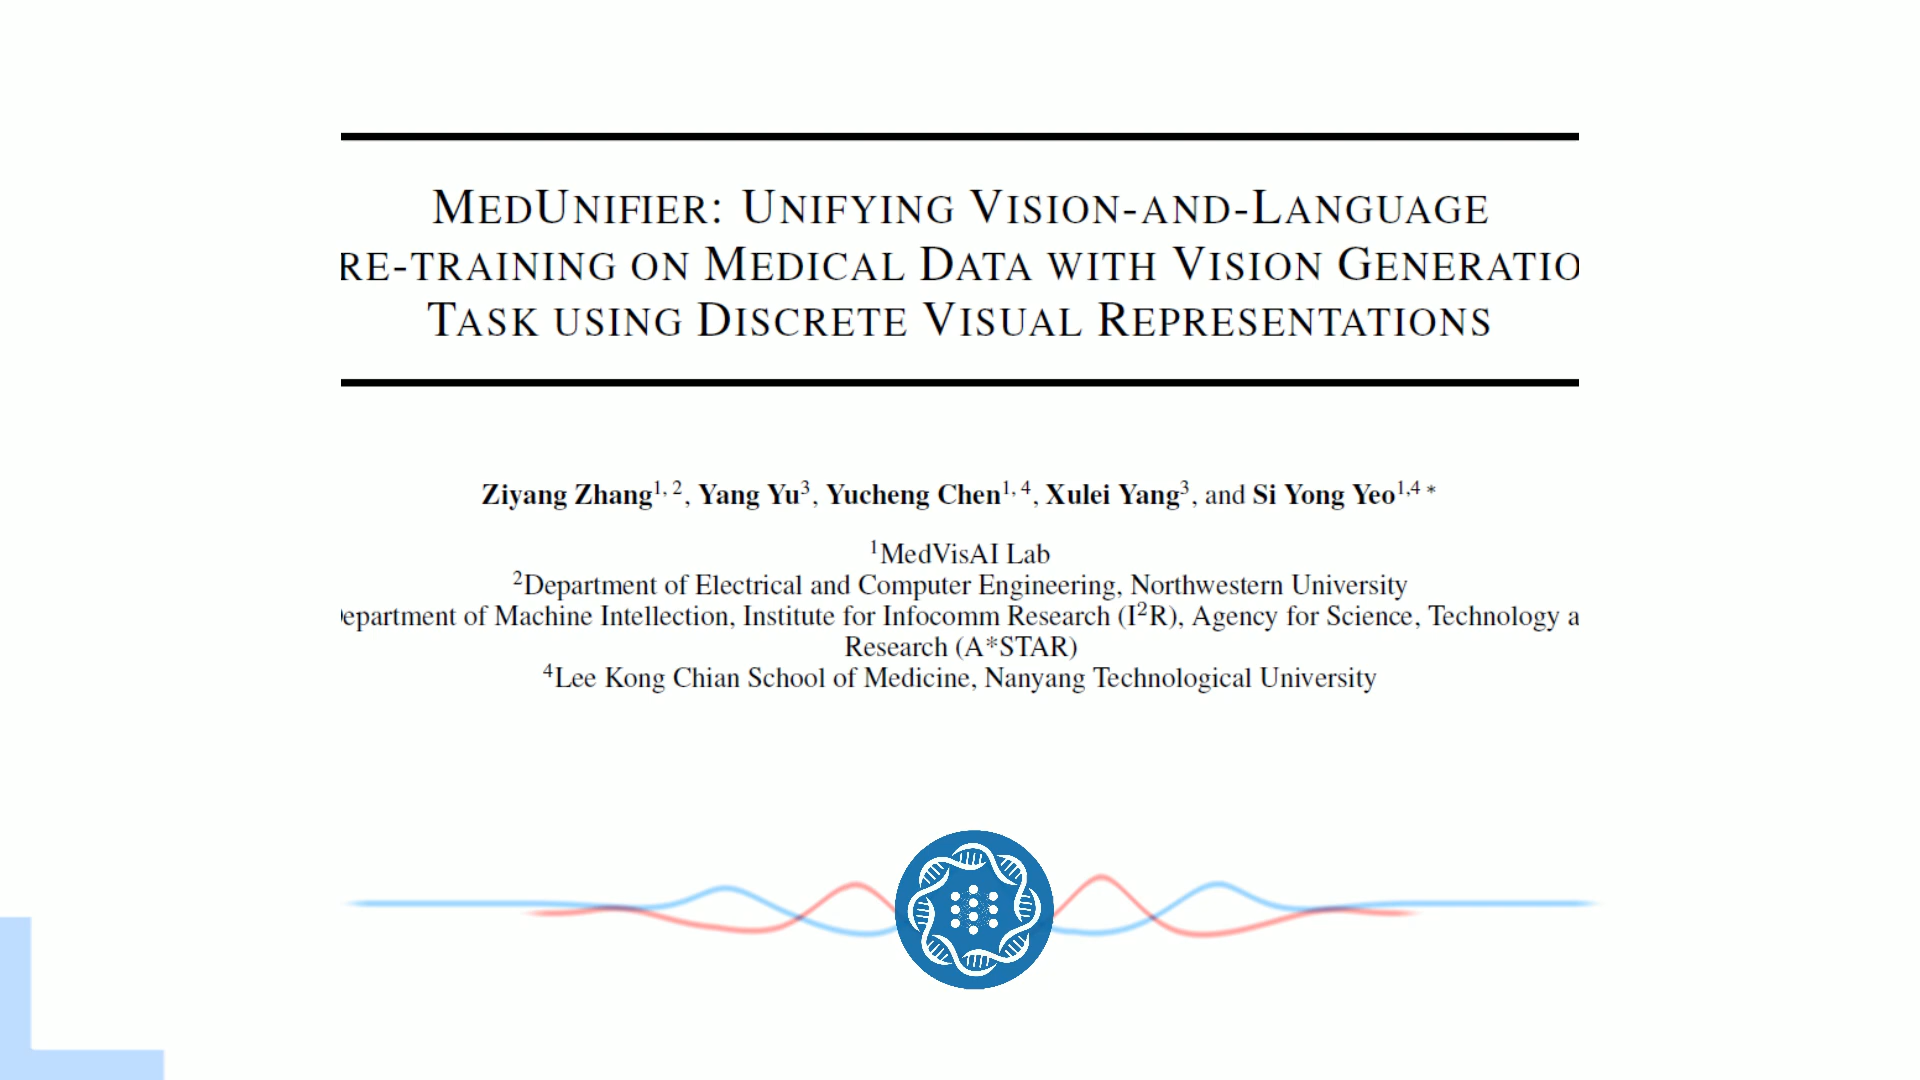 MEDUNIFIER: UNIFYING VISION-AND-LANGUAGE
RE-TRAINING ON MEDICAL DATA WITH VISION GENERATIO
TASK USING DISCRETE VISUAL REPRESENTATIONS
Ziyang Zhang1, 2, Yang Yu3, Yucheng Chen1, 4, Xulei Yang3, and Si Yong Yeo1,4 *
1MedVisAI Lab
2Department of Electrical and Computer Engineering, Northwestern University
epartment of Machine Intellection, Institute for Infocomm Research (I2R), Agency for Science, Technology a
Research (A*STAR)
4Lee Kong Chian School of Medicine, Nanyang Technological University